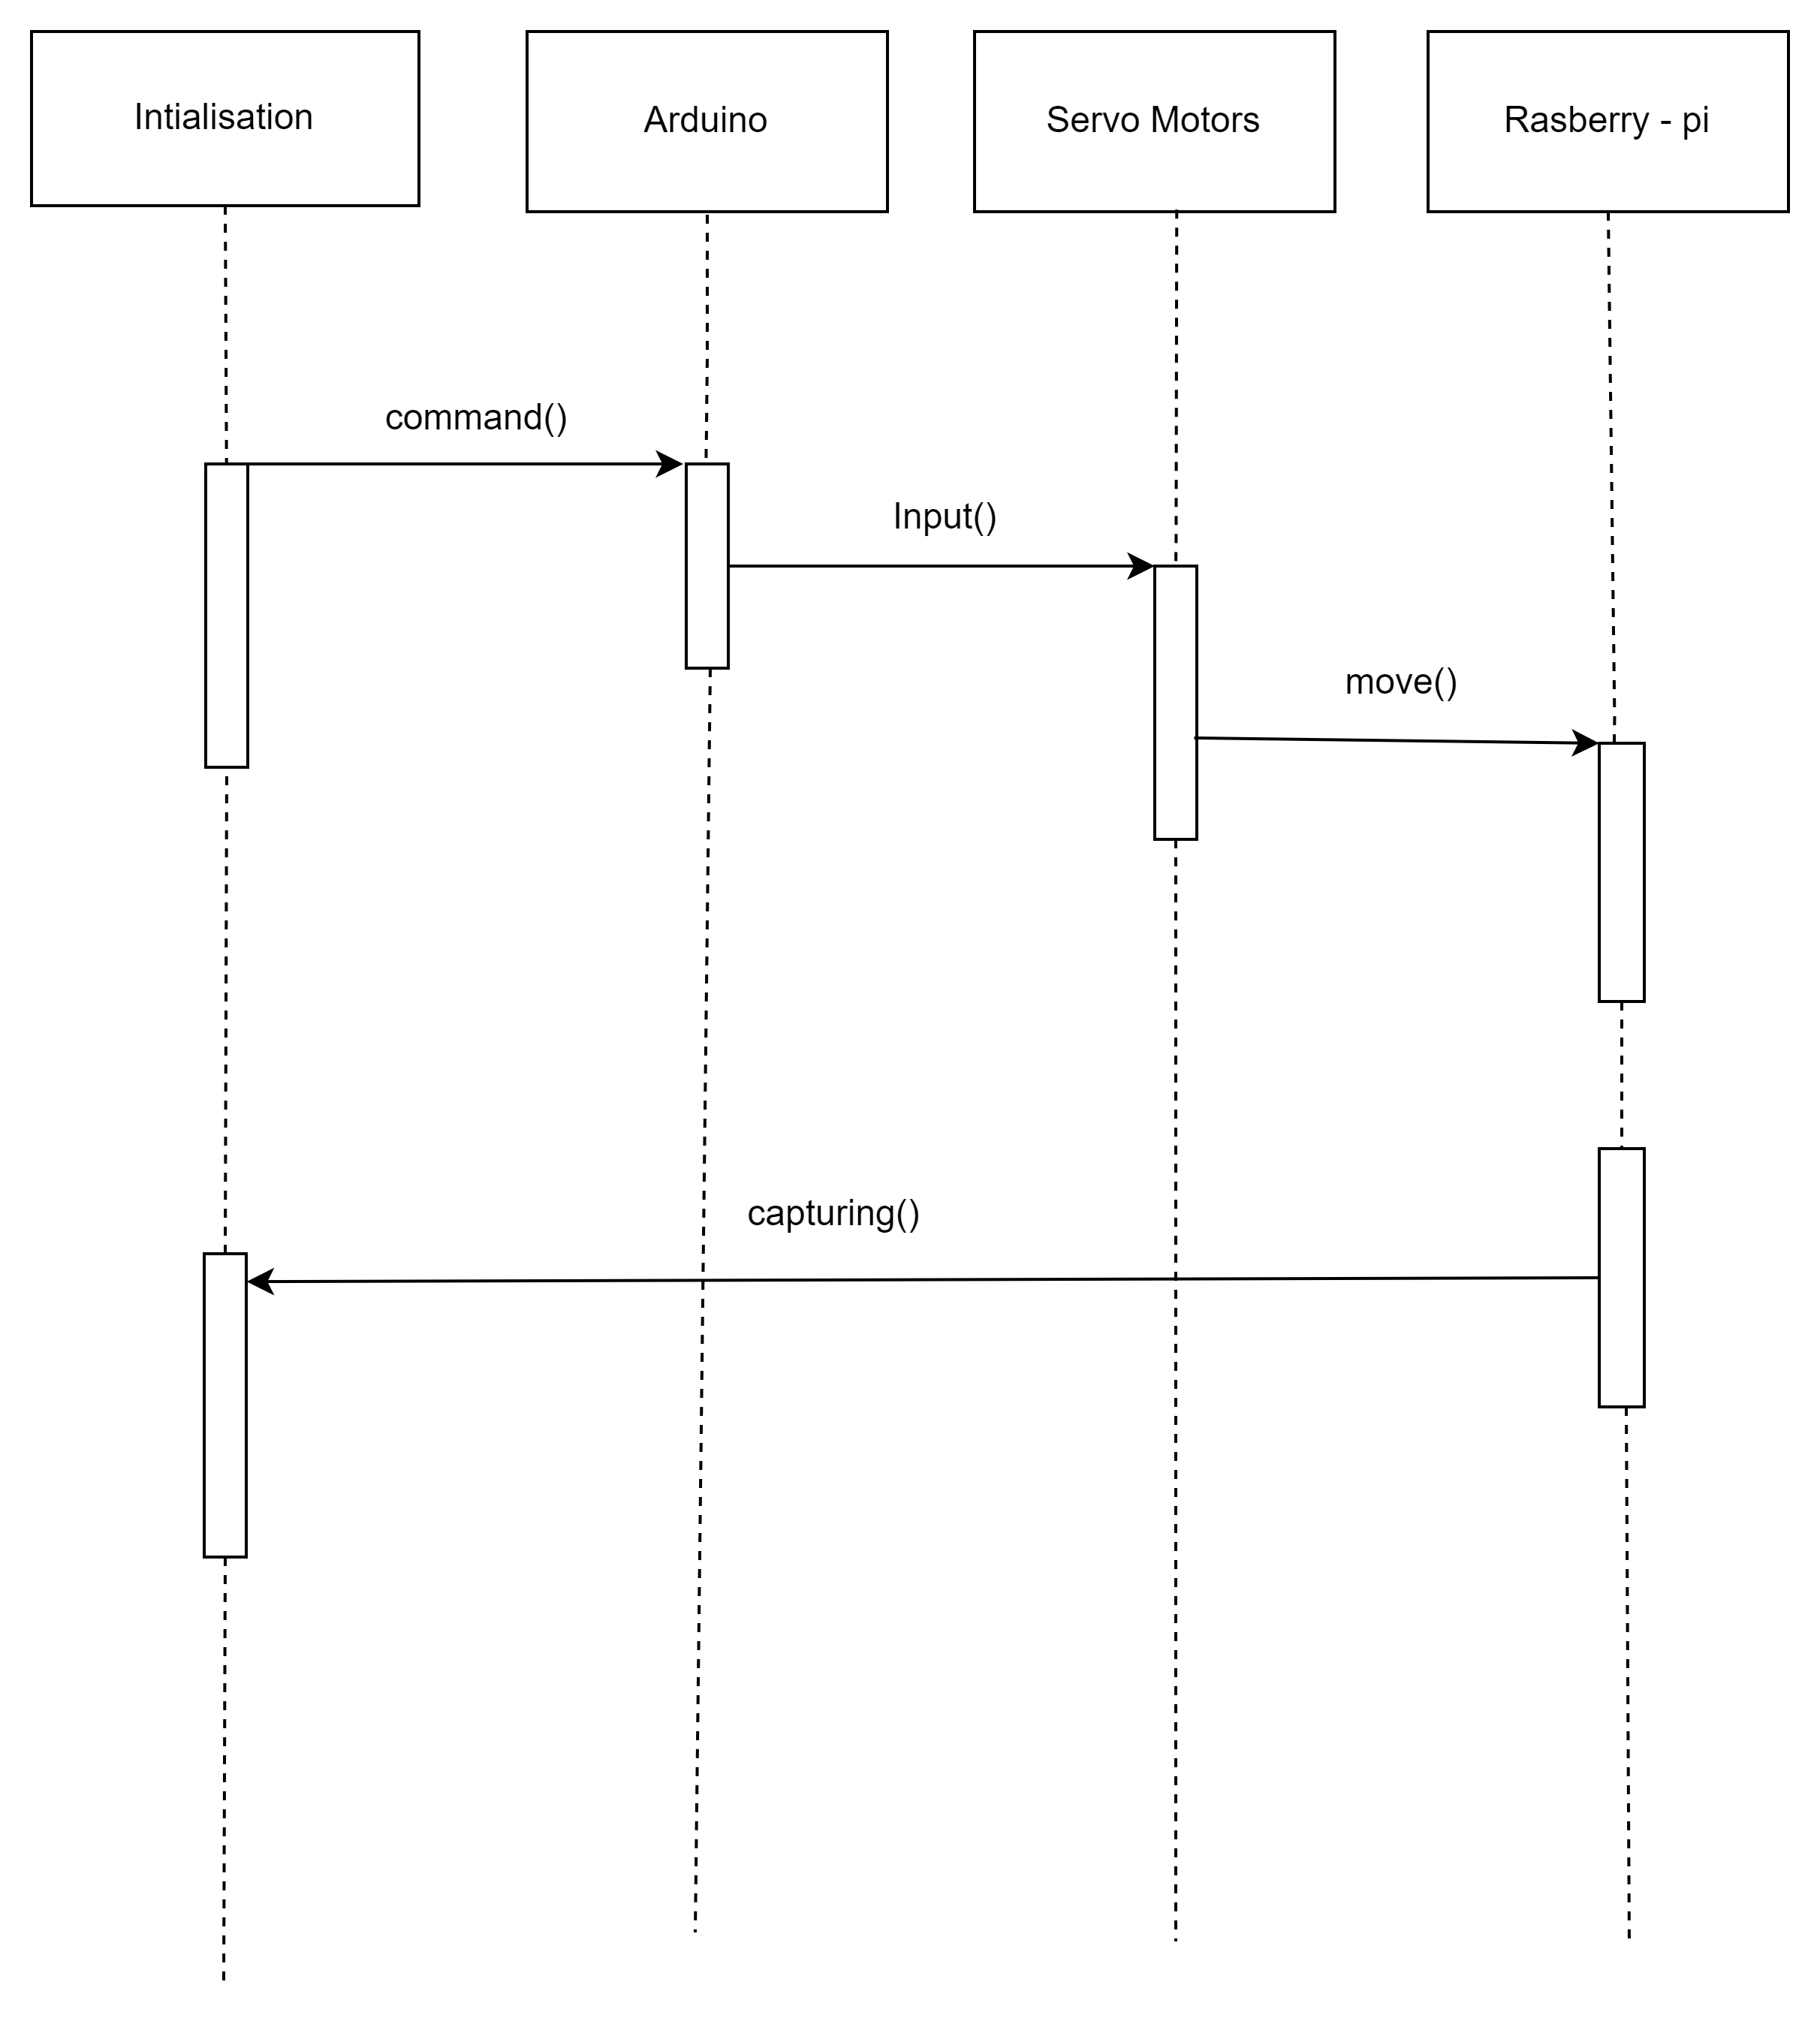 Intialisation
Arduino
Servo Motors
Rasberry - pi
command()
Input()
move()
capturing()